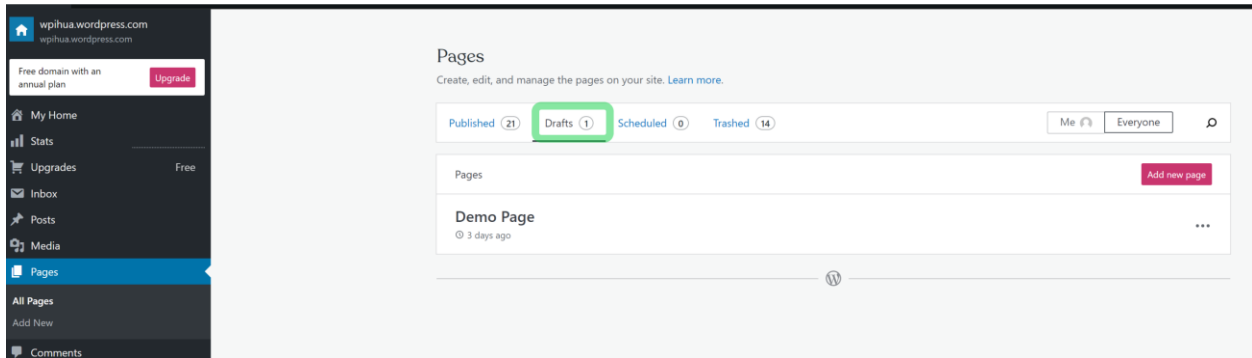 wpihua.wordpress.com
wpihua.wordpress.com
Free domain with an
annual plan
Upgrade
My Home
Stats
Upgrades Free
Inbox
Posts
Media
Pages
All Pages
Add New
Comments
Pages
Create, edit, and manage the pages on your site. Learn more.
Published 21 Drafts 1 Scheduled 0 Trashed 14 Me Everyone
Pages Add new page
Demo Page
3 days ago